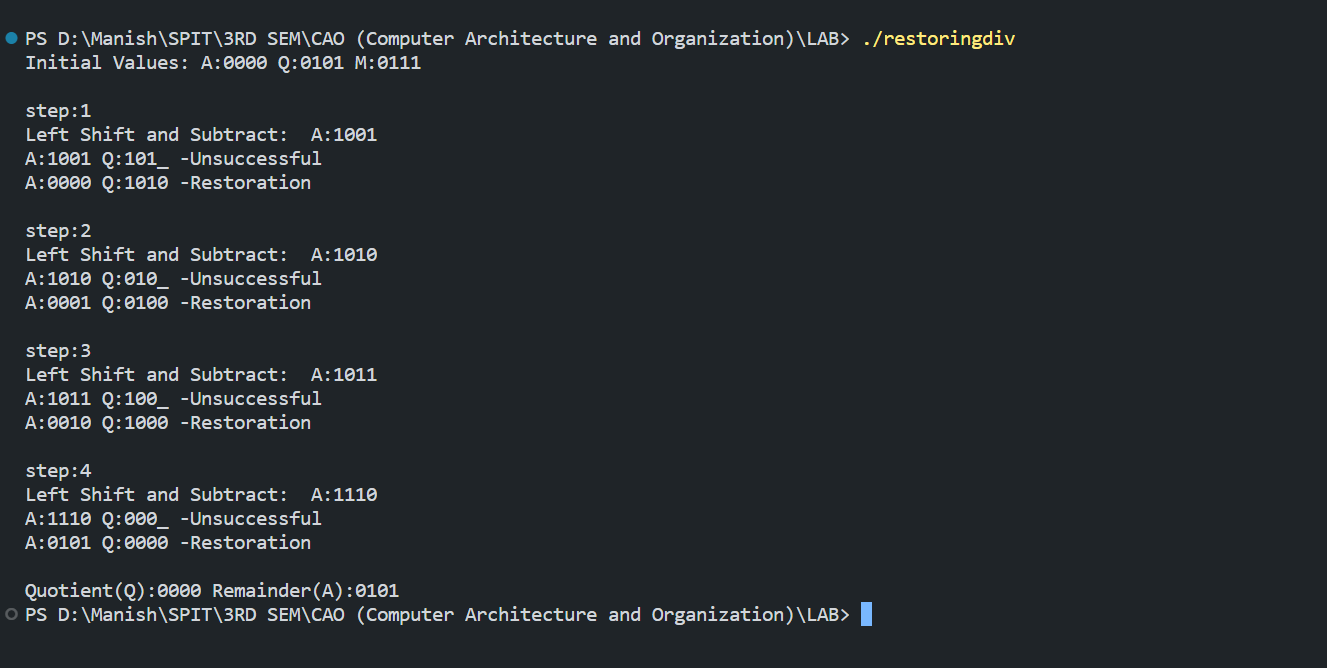 PS D:\Manish\SPIT\3RD SEM\CAO (Computer Architecture and Organization)\LAB> ./restoringdiv
Initial Values: A:0000 Q:0101 M:0111
step:1
Left Shift and Subtract:  A:1001
A:1001 Q:101_ -Unsuccessful
A:0000 Q:1010 -Restoration
step:2
Left Shift and Subtract:  A:1010
A:1010 Q:010_ -Unsuccessful
A:0001 Q:0100 -Restoration
step:3
Left Shift and Subtract:  A:1011
A:1011 Q:100_ -Unsuccessful
A:0010 Q:1000 -Restoration
step:4
Left Shift and Subtract:  A:1110
A:1110 Q:000_ -Unsuccessful
A:0101 Q:0000 -Restoration
Quotient(Q):0000 Remainder(A):0101
PS D:\Manish\SPIT\3RD SEM\CAO (Computer Architecture and Organization)\LAB>